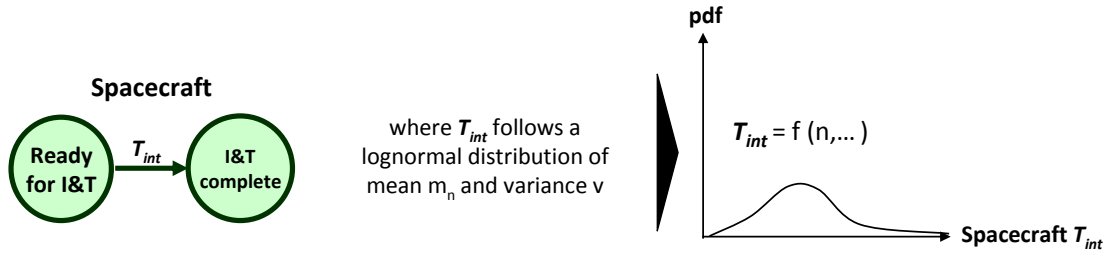 Spacecraft
Ready
for I&T
T_int
I&T
complete
where T_int follows a
lognormal distribution of
mean m_n and variance v
pdf
T_int = f (n,... )
Spacecraft T_int